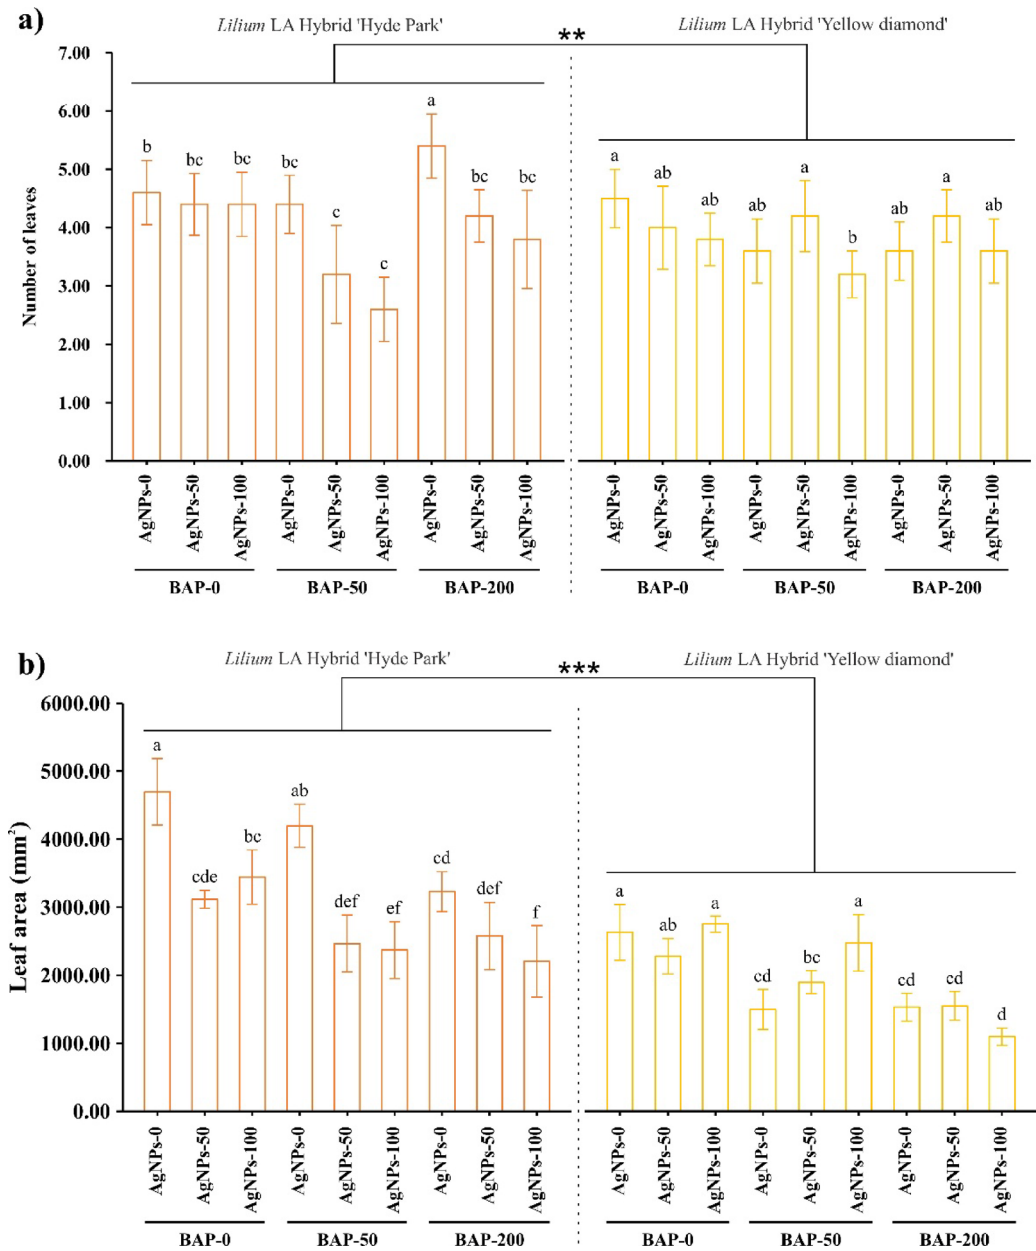 a)
Lilium LA Hybrid 'Hyde Park'
**
Lilium LA Hybrid 'Yellow diamond'
7.00
6.00
5.00
4.00
3.00
2.00
1.00
0.00
Number of leaves
b bc bc bc c c a bc bc
a ab ab ab a b ab a ab
AgNPs-0 AgNPs-50 AgNPs-100 AgNPs-0 AgNPs-50 AgNPs-100 AgNPs-0 AgNPs-50 AgNPs-100
AgNPs-0 AgNPs-50 AgNPs-100 AgNPs-0 AgNPs-50 AgNPs-100 AgNPs-0 AgNPs-50 AgNPs-100
BAP-0 BAP-50 BAP-200
BAP-0 BAP-50 BAP-200
b)
Lilium LA Hybrid 'Hyde Park'
***
Lilium LA Hybrid 'Yellow diamond'
6000.00
5000.00
4000.00
3000.00
2000.00
1000.00
0.00
Leaf area (mm²)
a cde bc ab def ef cd def f
a ab a cd bc a cd cd d
AgNPs-0 AgNPs-50 AgNPs-100 AgNPs-0 AgNPs-50 AgNPs-100 AgNPs-0 AgNPs-50 AgNPs-100
AgNPs-0 AgNPs-50 AgNPs-100 AgNPs-0 AgNPs-50 AgNPs-100 AgNPs-0 AgNPs-50 AgNPs-100
BAP-0 BAP-50 BAP-200
BAP-0 BAP-50 BAP-200